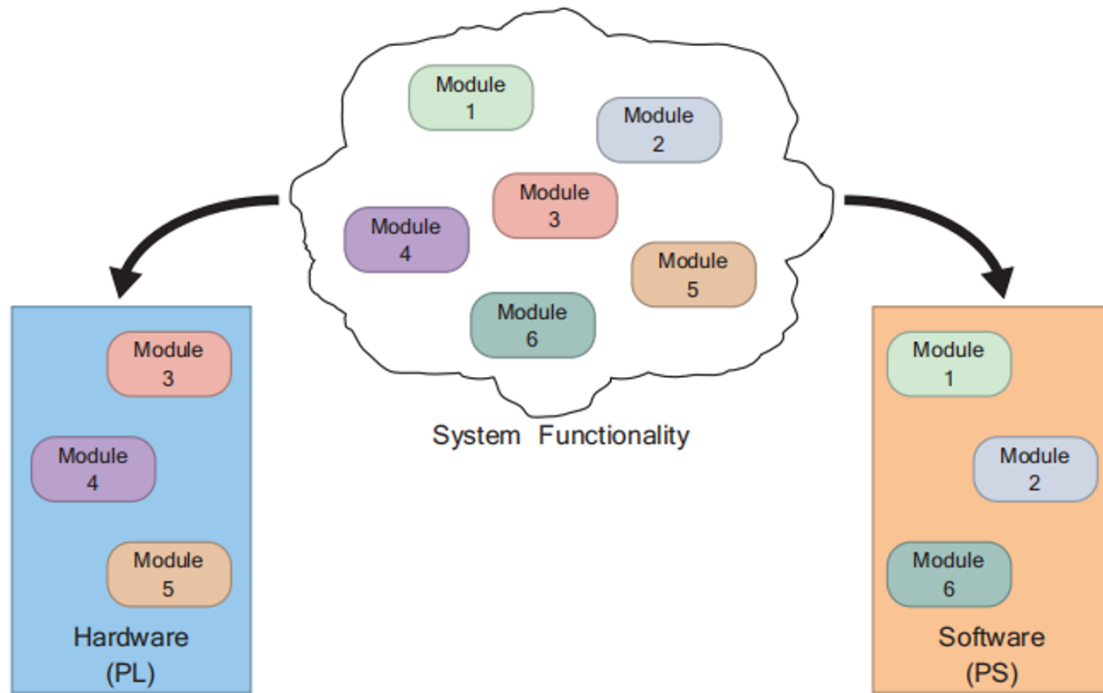 Module
1
Module
2
Module
3
Module
4
Module
5
Module
6
System Functionality
Module
3
Module
4
Module
5
Hardware
(PL)
Module
1
Module
2
Module
6
Software
(PS)